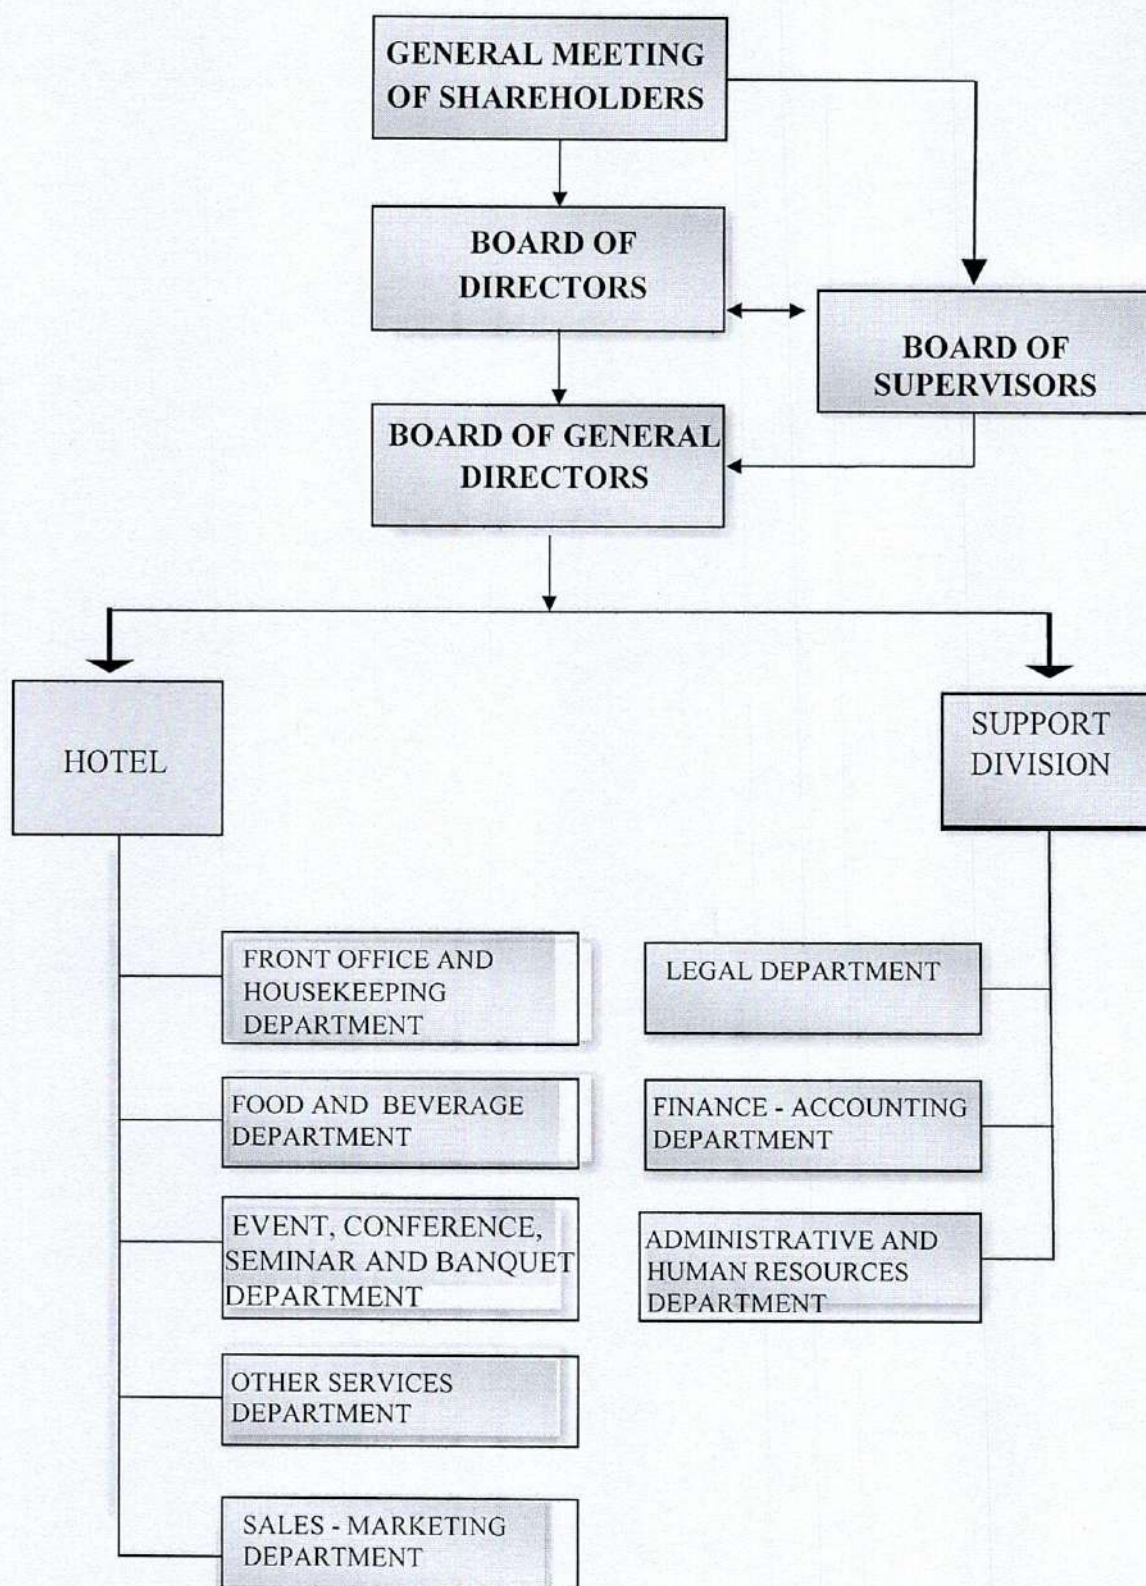 GENERAL MEETING
OF SHAREHOLDERS
BOARD OF
DIRECTORS
BOARD OF
SUPERVISORS
BOARD OF GENERAL
DIRECTORS
HOTEL
SUPPORT
DIVISION
FRONT OFFICE AND
HOUSEKEEPING
DEPARTMENT
FOOD AND BEVERAGE
DEPARTMENT
EVENT, CONFERENCE,
SEMINAR AND BANQUET
DEPARTMENT
OTHER SERVICES
DEPARTMENT
SALES - MARKETING
DEPARTMENT
LEGAL DEPARTMENT
FINANCE - ACCOUNTING
DEPARTMENT
ADMINISTRATIVE AND
HUMAN RESOURCES
DEPARTMENT